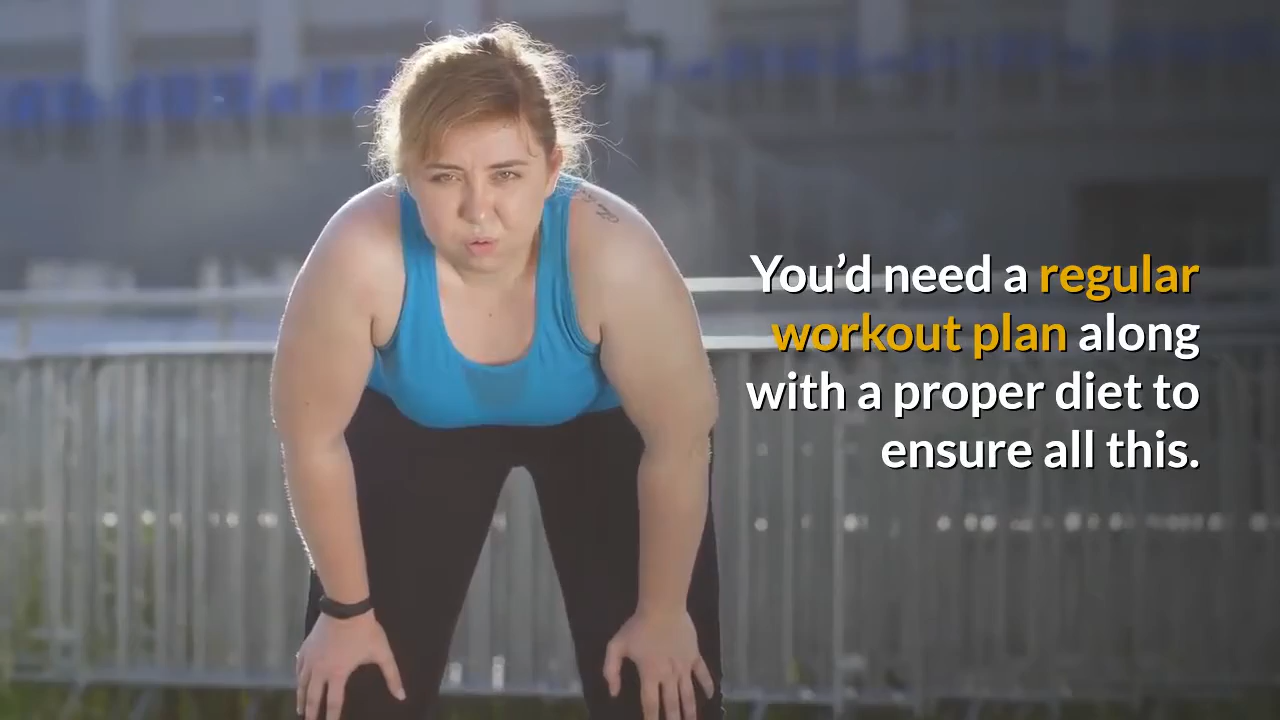 You’d need a regular
workout plan along
with a proper diet to
ensure all this.